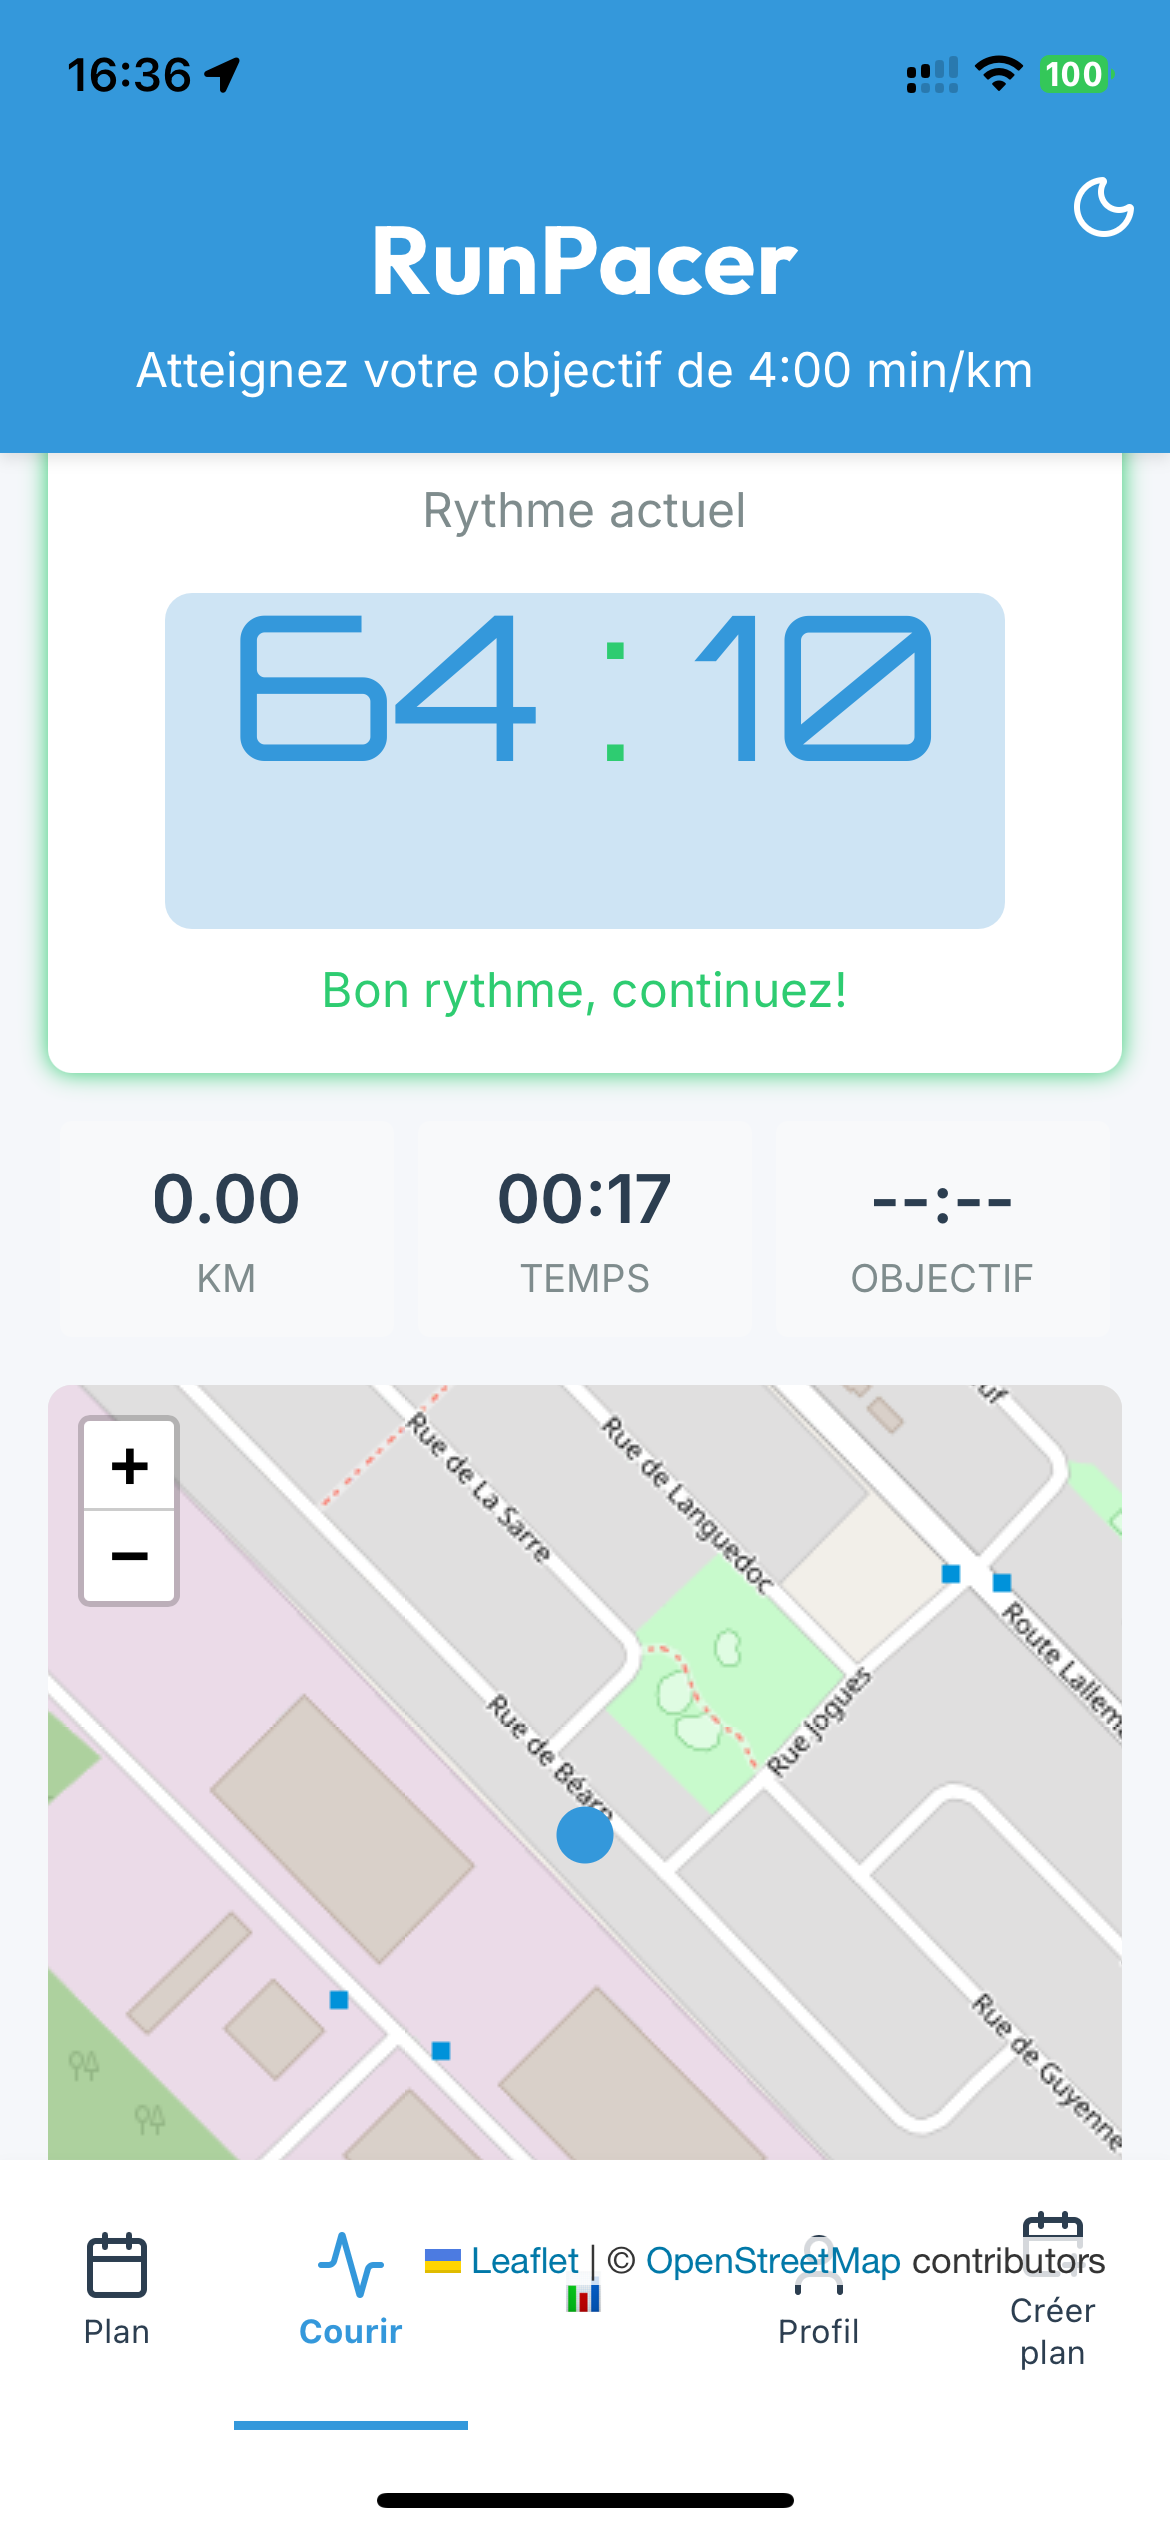 16:36
100
RunPacer
Atteignez votre objectif de 4:00 min/km
Rythme actuel
64:10
Bon rythme, continuez!
0.00
KM
00:17
TEMPS
--:--
OBJECTIF
+
−
Rue de La Sarre
Rue de Languedoc
uf
Route Lallem
Rue Jogues
Rue de Béarn
Rue de Guyenne
Leaflet | © OpenStreetMap contributors
Plan
Courir
Profil
Créer
plan